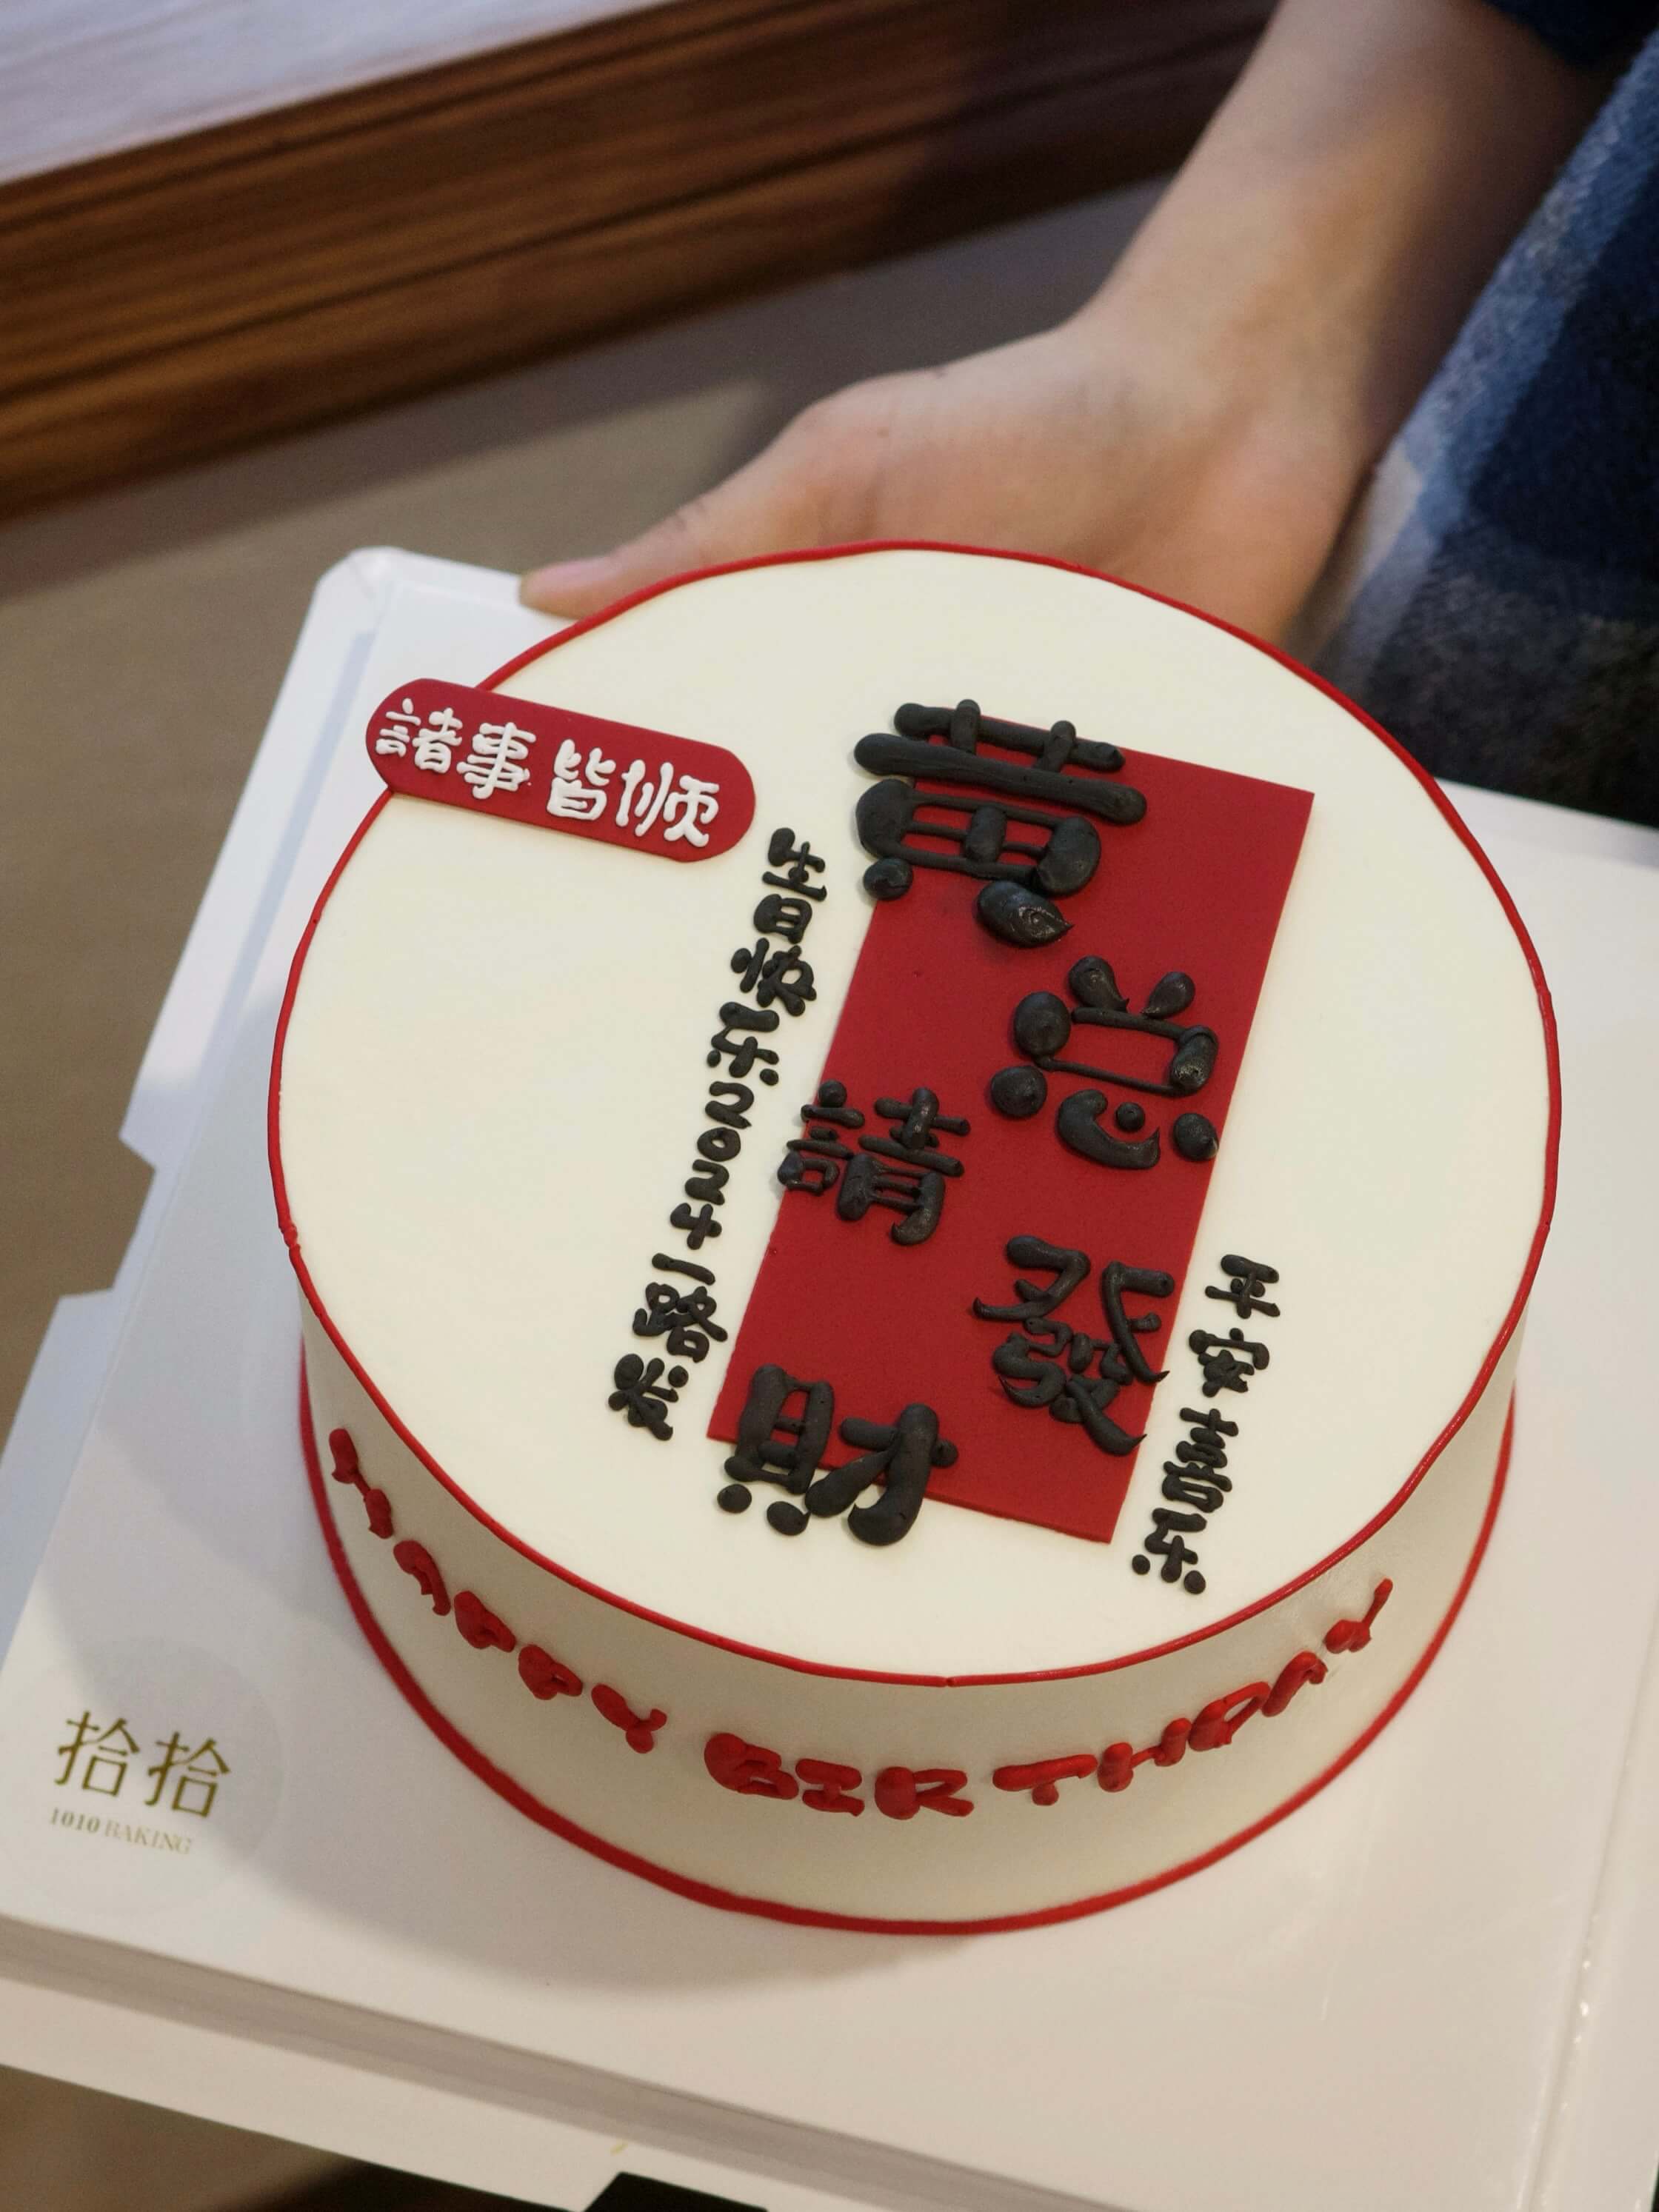 諸事皆順
黄总
請發
財
生日快乐2024一路发
平安喜乐
HAPPY BIRTHDAY
拾拾
1010 BAKING